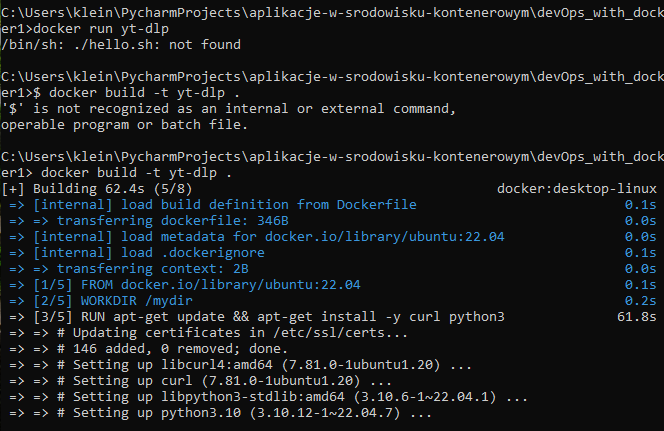 C:\Users\klein\PycharmProjects\aplikacje-w-srodowisku-kontenerowym\devOps_with_dock
er1>docker run yt-dlp
/bin/sh: ./hello.sh: not found
C:\Users\klein\PycharmProjects\aplikacje-w-srodowisku-kontenerowym\devOps_with_dock
er1>$ docker build -t yt-dlp .
'$' is not recognized as an internal or external command,
operable program or batch file.
C:\Users\klein\PycharmProjects\aplikacje-w-srodowisku-kontenerowym\devOps_with_dock
er1> docker build -t yt-dlp .
[+] Building 62.4s (5/8) docker:desktop-linux
=> [internal] load build definition from Dockerfile 0.1s
=> => transferring dockerfile: 346B 0.0s
=> [internal] load metadata for docker.io/library/ubuntu:22.04 0.0s
=> [internal] load .dockerignore 0.1s
=> => transferring context: 2B 0.0s
=> [1/5] FROM docker.io/library/ubuntu:22.04 0.1s
=> [2/5] WORKDIR /mydir 0.2s
=> [3/5] RUN apt-get update && apt-get install -y curl python3 61.8s
=> => # Updating certificates in /etc/ssl/certs...
=> => # 146 added, 0 removed; done.
=> => # Setting up libcurl4:amd64 (7.81.0-1ubuntu1.20) ...
=> => # Setting up curl (7.81.0-1ubuntu1.20) ...
=> => # Setting up libpython3-stdlib:amd64 (3.10.6-1~22.04.1) ...
=> => # Setting up python3.10 (3.10.12-1~22.04.7) ...